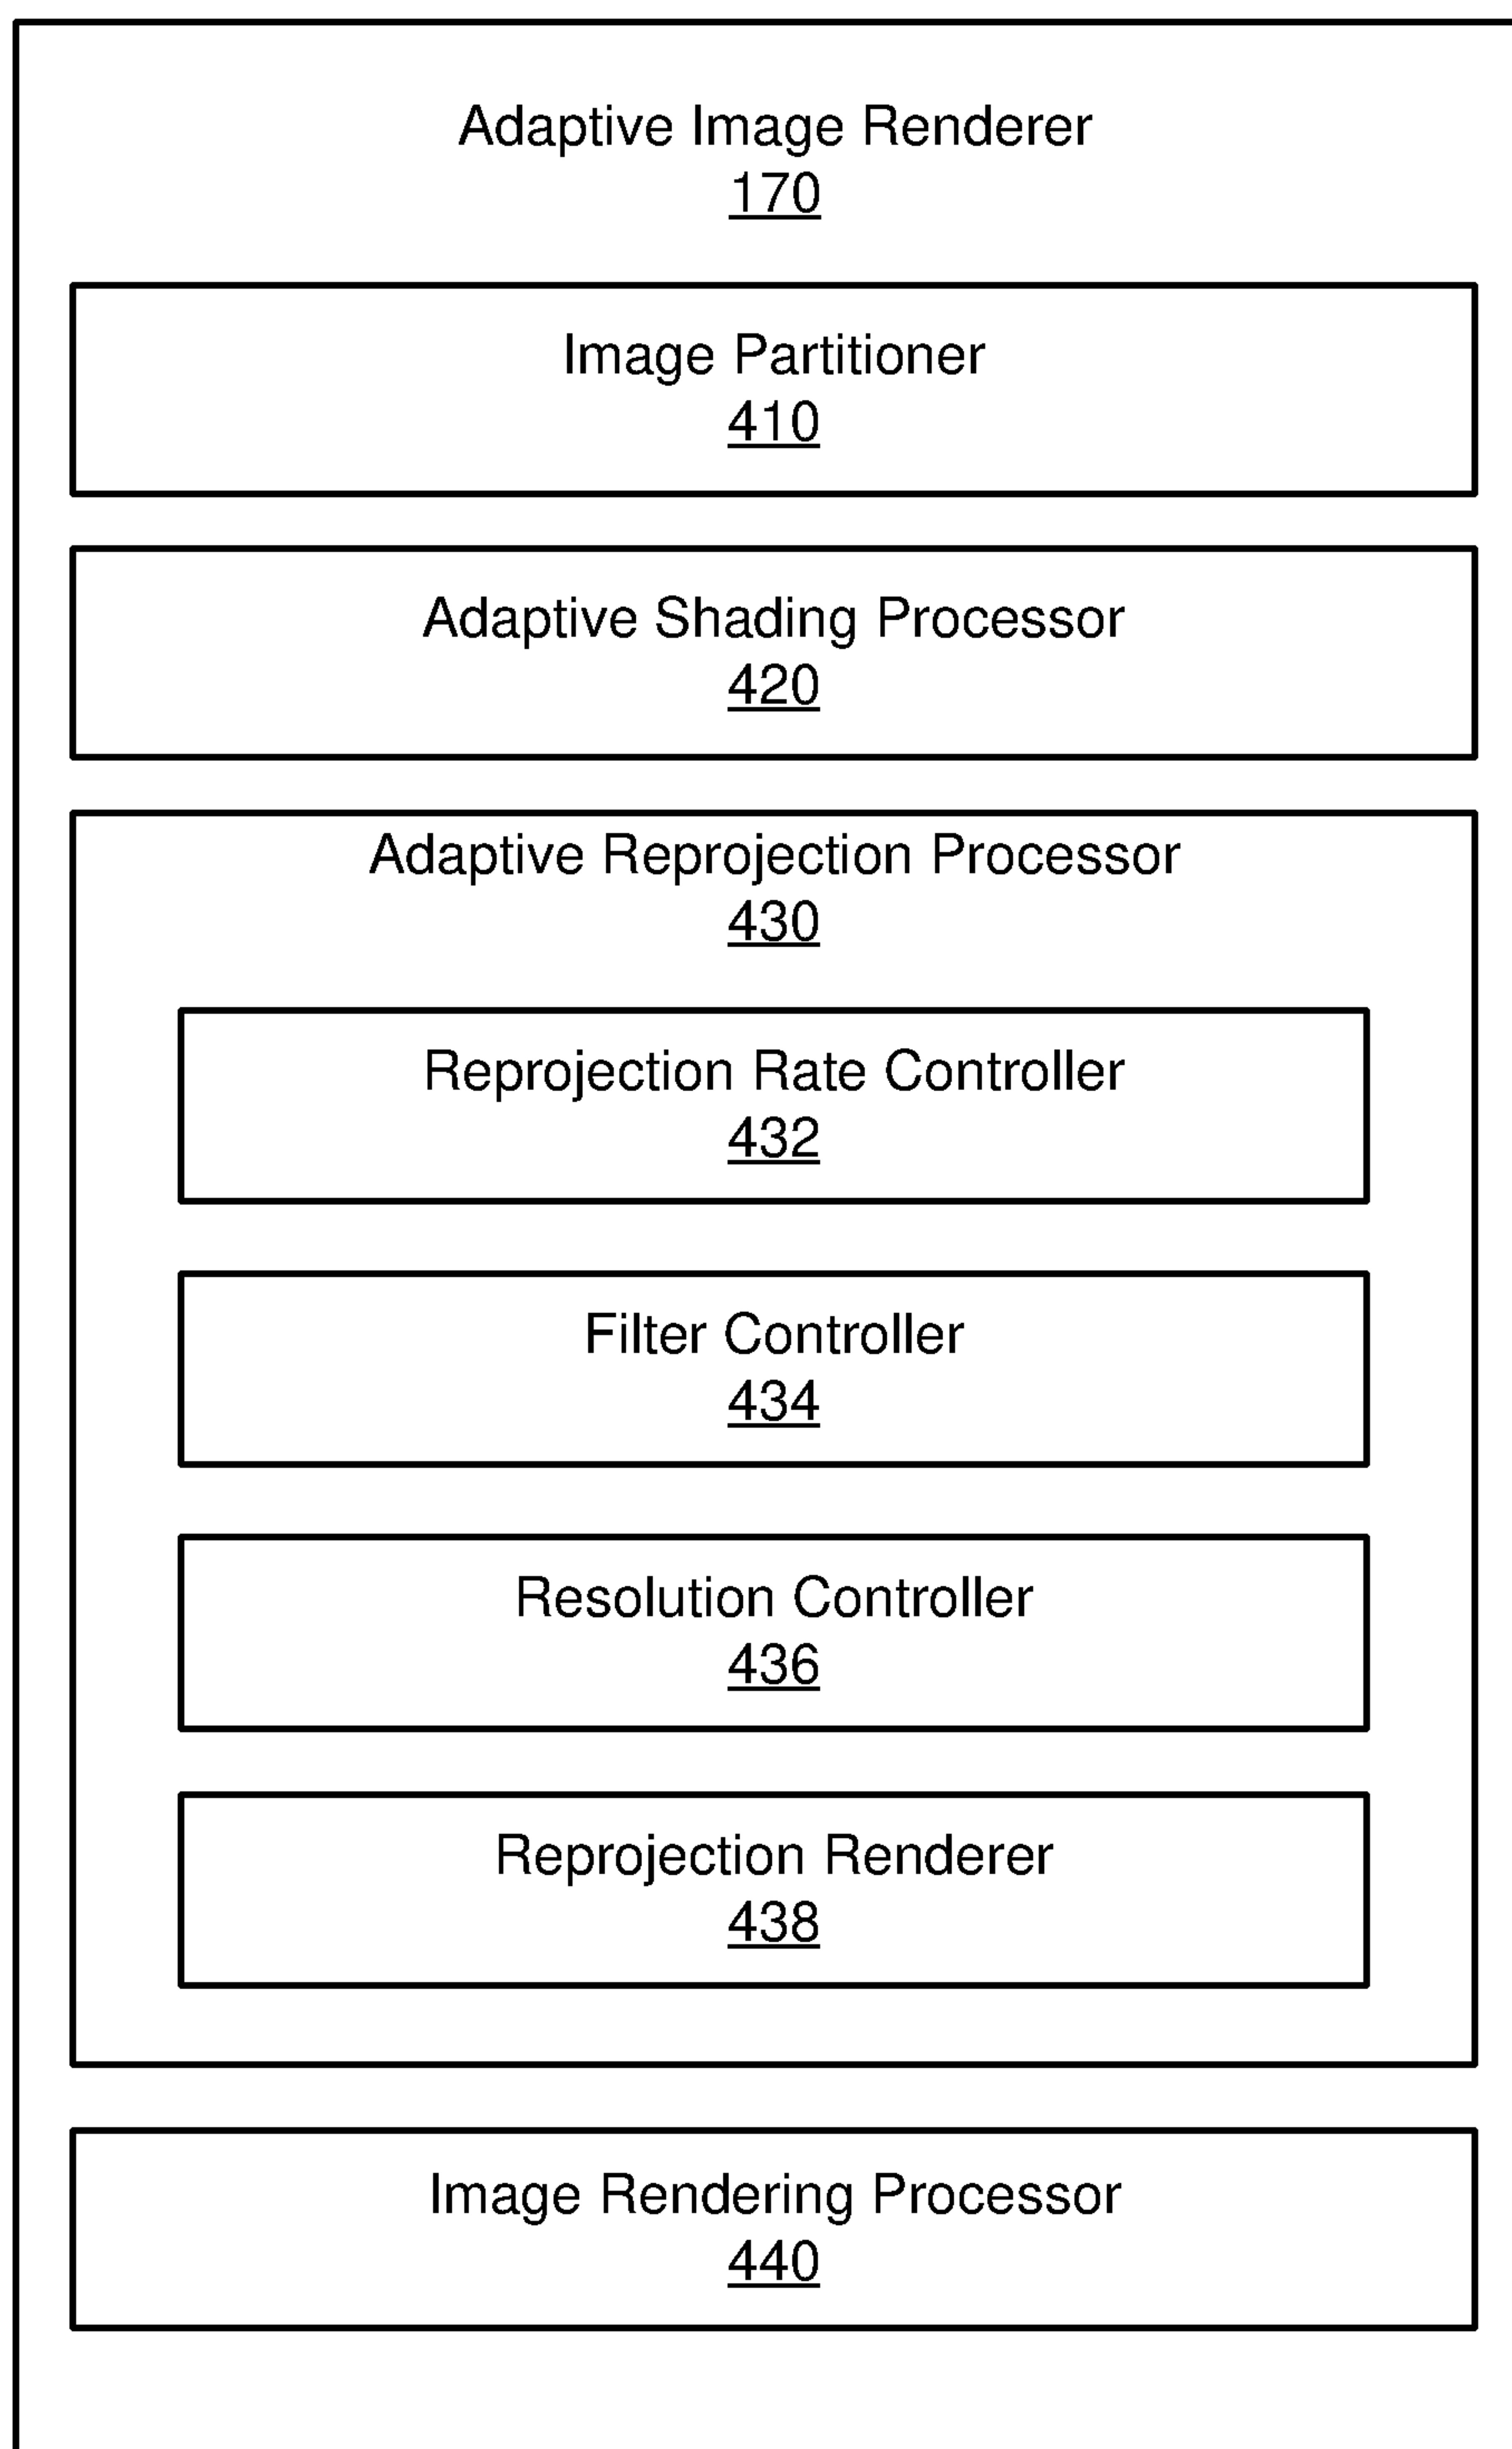 Adaptive Image Renderer
170
Image Partitioner
410
Adaptive Shading Processor
420
Adaptive Reprojection Processor
430
Reprojection Rate Controller
432
Filter Controller
434
Resolution Controller
436
Reprojection Renderer
438
Image Rendering Processor
440